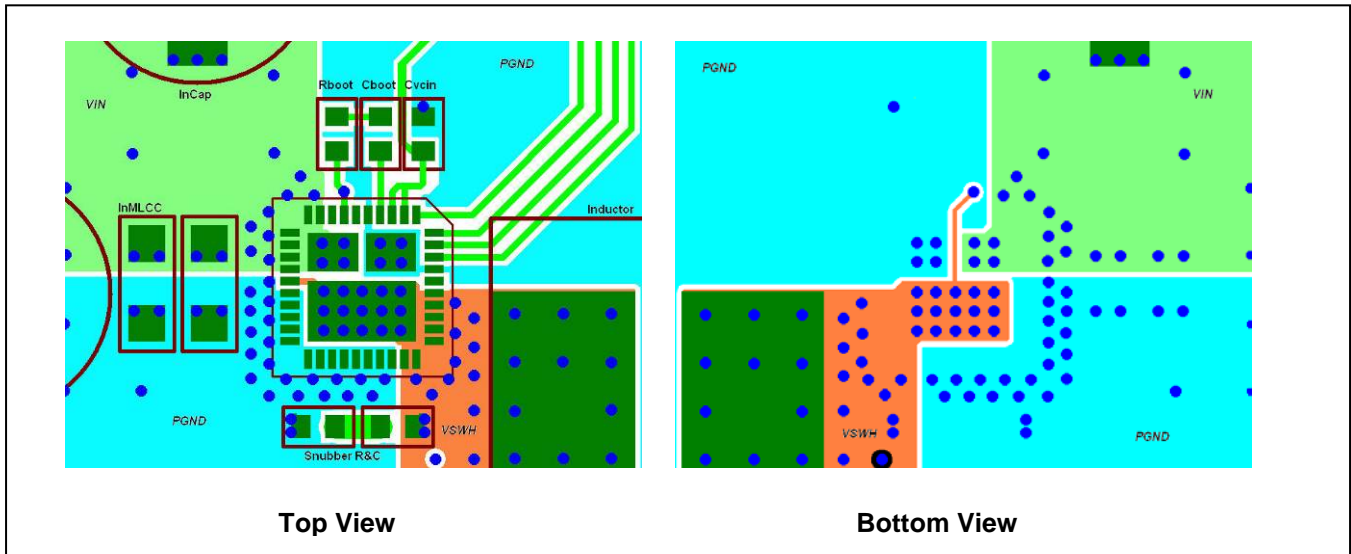 PGND
Rboot Cboot Cvcin
VIN
InCap
InMLCC
Inductor
PGND
VSWH
Snubber R&C
Top View
PGND
VIN
VSWH
PGND
Bottom View